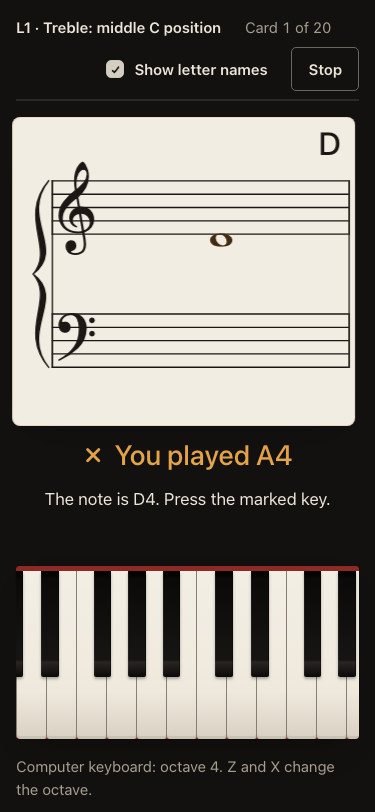 L1 · Treble: middle C position
Card 1 of 20
Show letter names
Stop
D
× You played A4
The note is D4. Press the marked key.
Computer keyboard: octave 4. Z and X change
the octave.